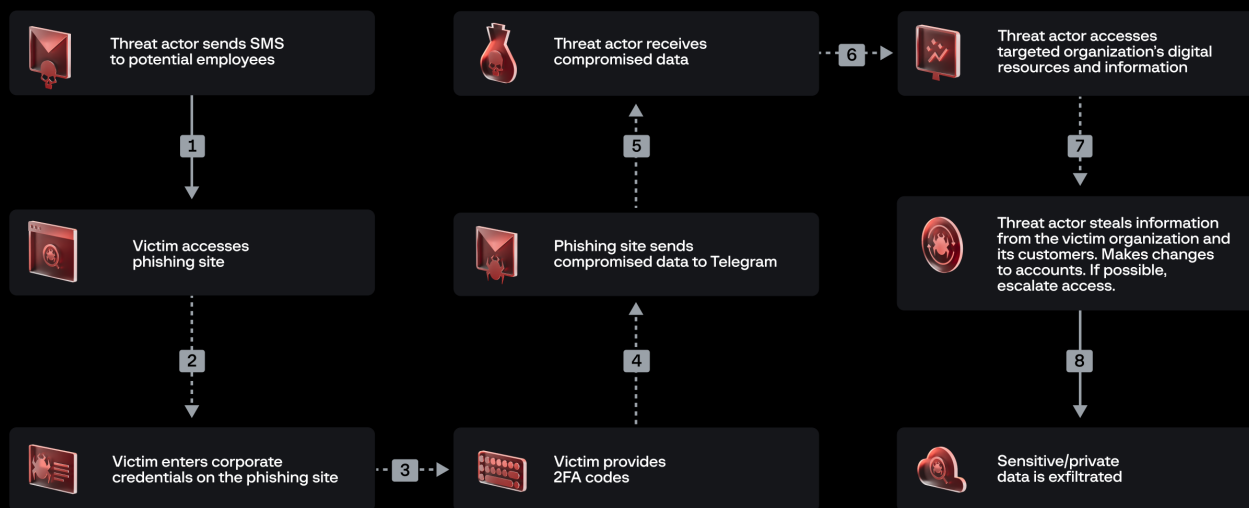 Threat actor sends SMS
to potential employees
1
Victim accesses
phishing site
2
Victim enters corporate
credentials on the phishing site
3
Victim provides
2FA codes
4
Phishing site sends
compromised data to Telegram
5
Threat actor receives
compromised data
6
Threat actor accesses
targeted organization's digital
resources and information
7
Threat actor steals information
from the victim organization and
its customers. Makes changes
to accounts. If possible,
escalate access.
8
Sensitive/private
data is exfiltrated